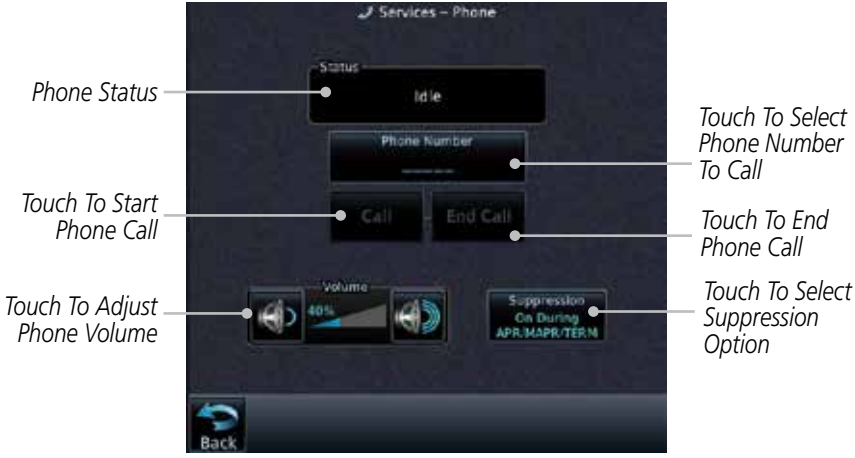 Services – Phone
Status
Idle
Phone Number
_____
Call
End Call
Volume
40%
Suppression
On During
APR/MAPR/TERM
Back
Phone Status
Touch To Start
Phone Call
Touch To Adjust
Phone Volume
Touch To Select
Phone Number
To Call
Touch To End
Phone Call
Touch To Select
Suppression
Option